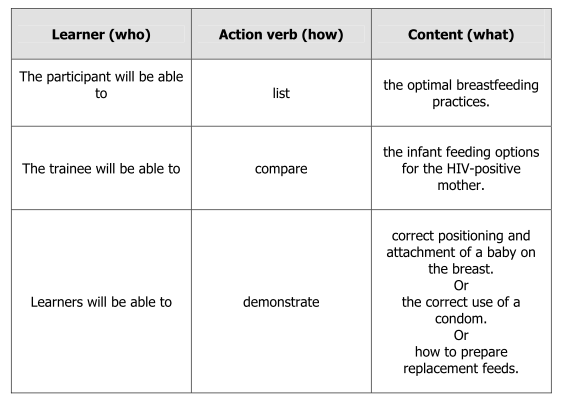 Learner (who)
Action verb (how)
Content (what)
The participant will be able
to
list
the optimal breastfeeding
practices.
The trainee will be able to
compare
the infant feeding options
for the HIV-positive
mother.
Learners will be able to
demonstrate
correct positioning and
attachment of a baby on
the breast.
Or
the correct use of a
condom.
Or
how to prepare
replacement feeds.